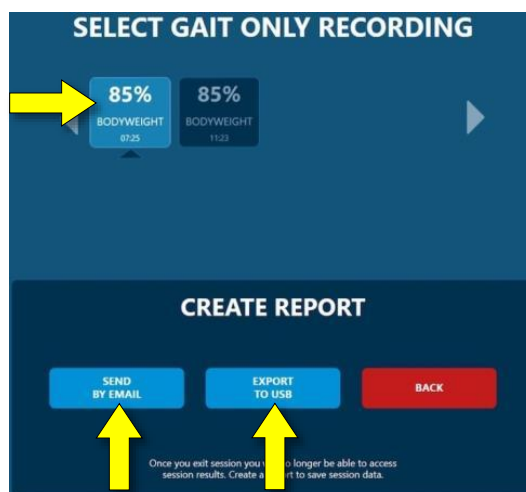 SELECT GAIT ONLY RECORDING
85%
BODYWEIGHT
07:25
85%
BODYWEIGHT
11:23
CREATE REPORT
SEND
BY EMAIL
EXPORT
TO USB
BACK
Once you exit session you longer be able to access
session results. Create a to save session data.